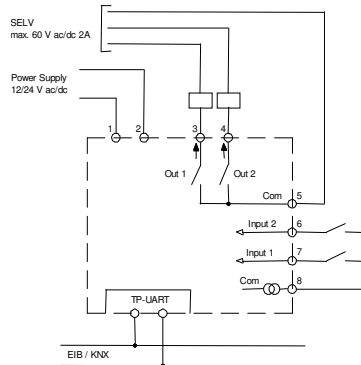 SELV
max. 60 V ac/dc 2A
Power Supply
12/24 V ac/dc
1 2 3 4
Out 1 Out 2
Com 5
Input 2 6
Input 1 7
Com 8
TP-UART
EIB / KNX